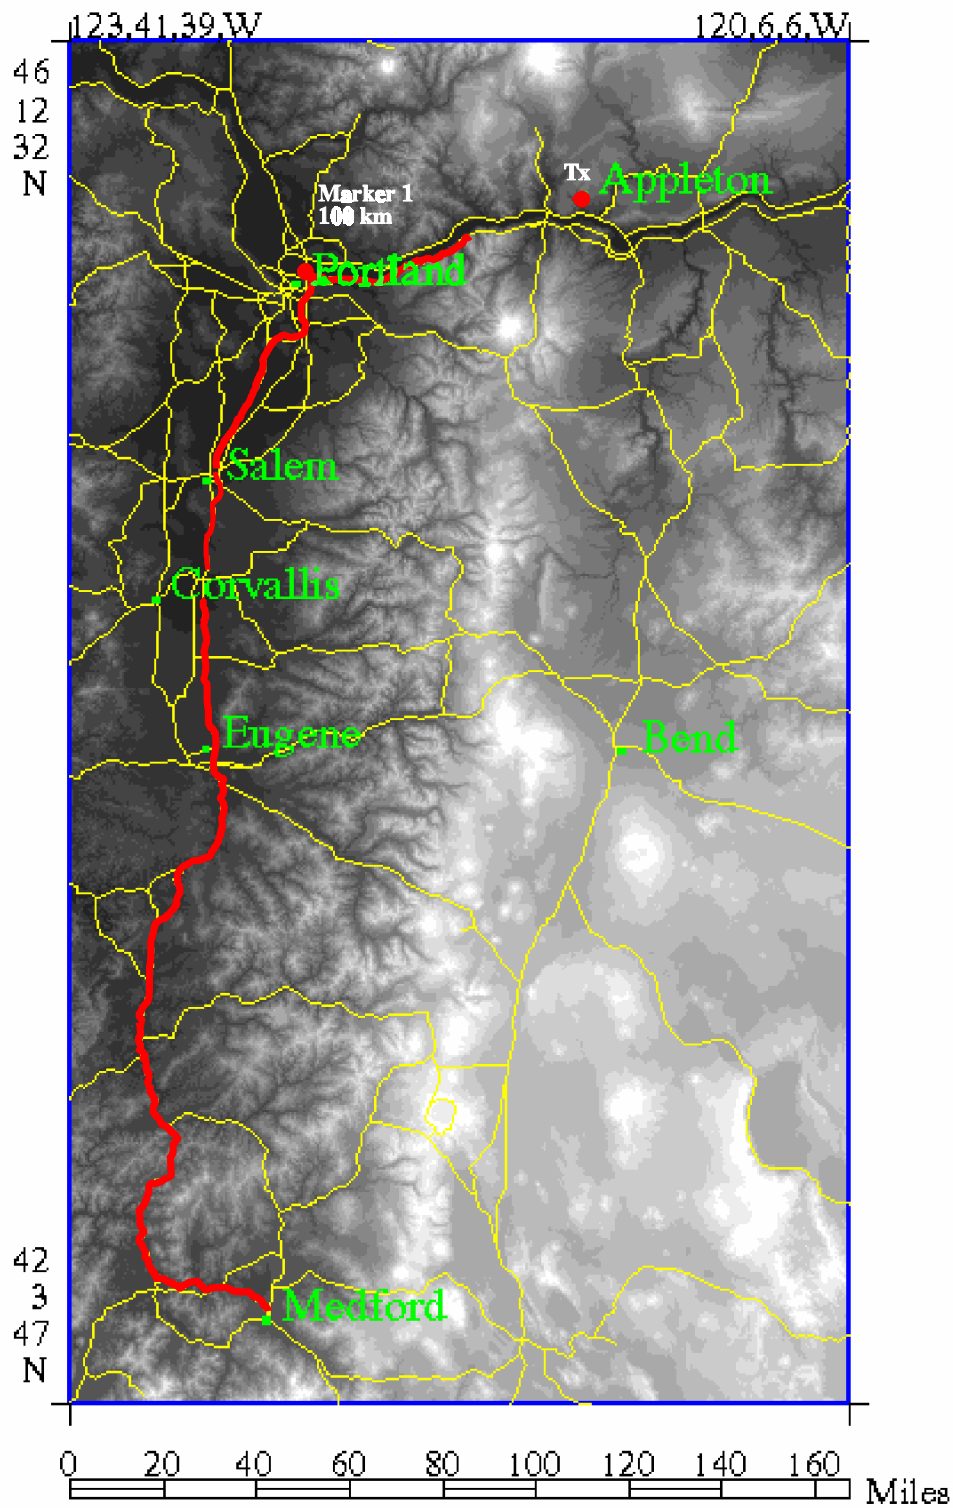 123,41,39,W 120,6,6,W
46
12
32
N
Tx
Appleton
Marker 1
100 km
Portland
Salem
Corvallis
Eugene
Bend
42
3
47
N
Medford
0 20 40 60 80 100 120 140 160
Miles